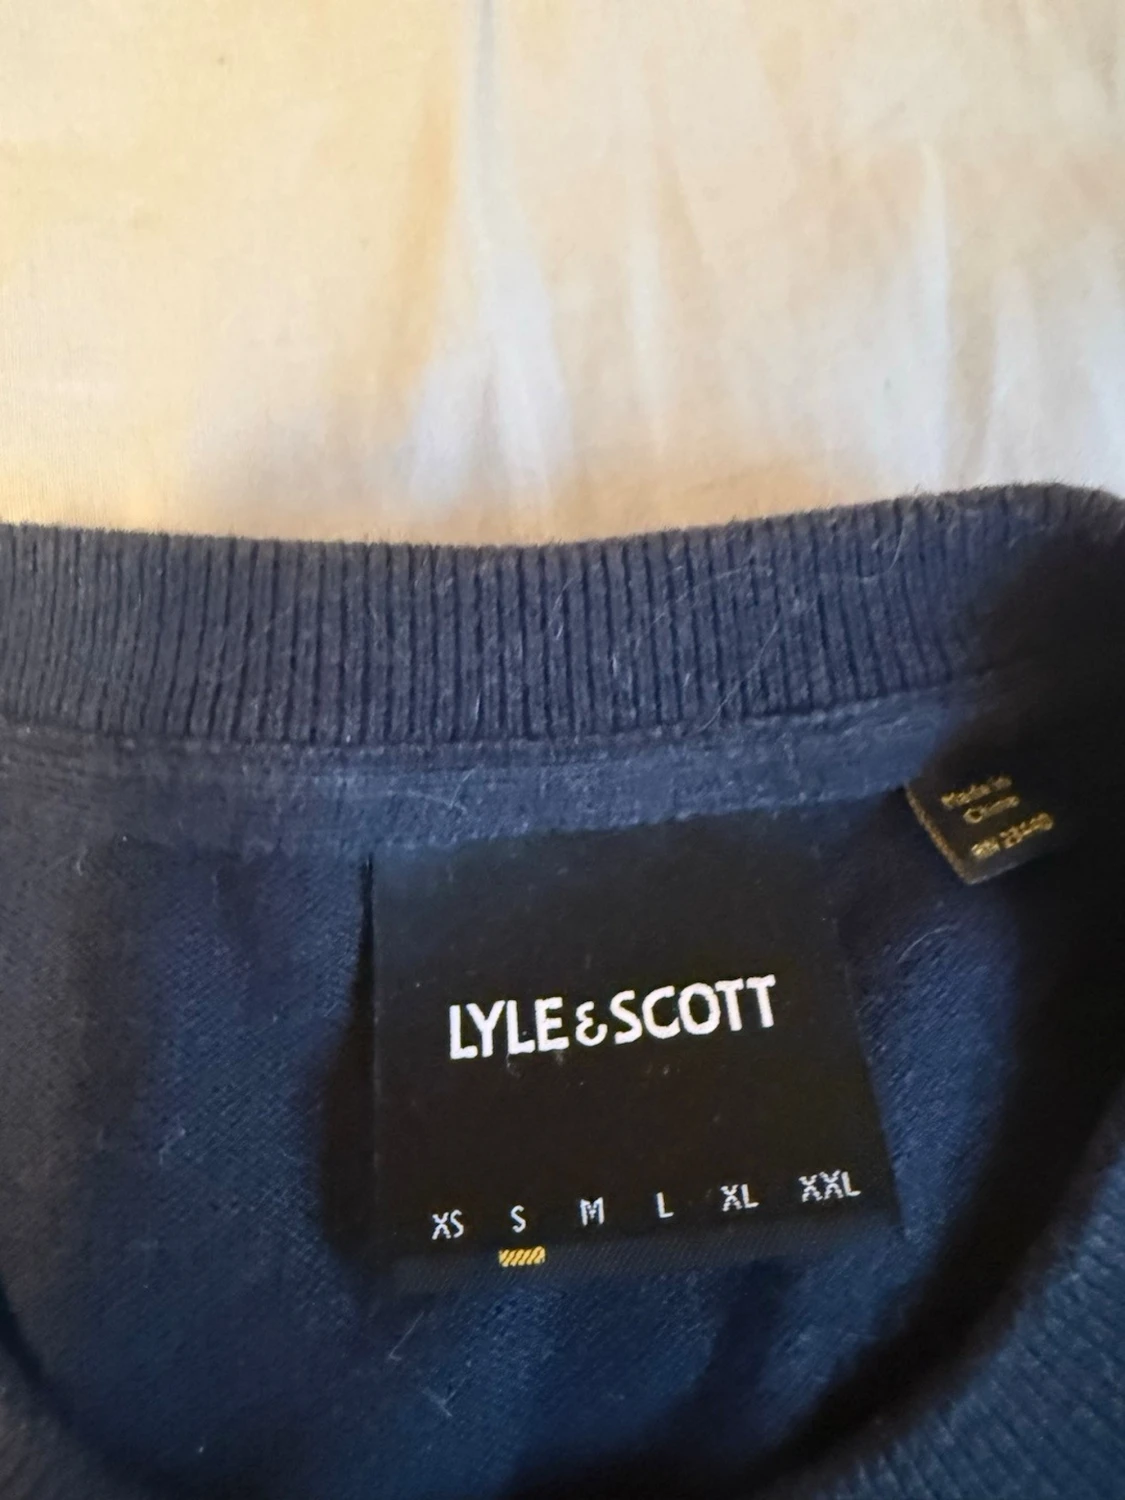 LYLE & SCOTT
XS S M L XL XXL
Made in
China